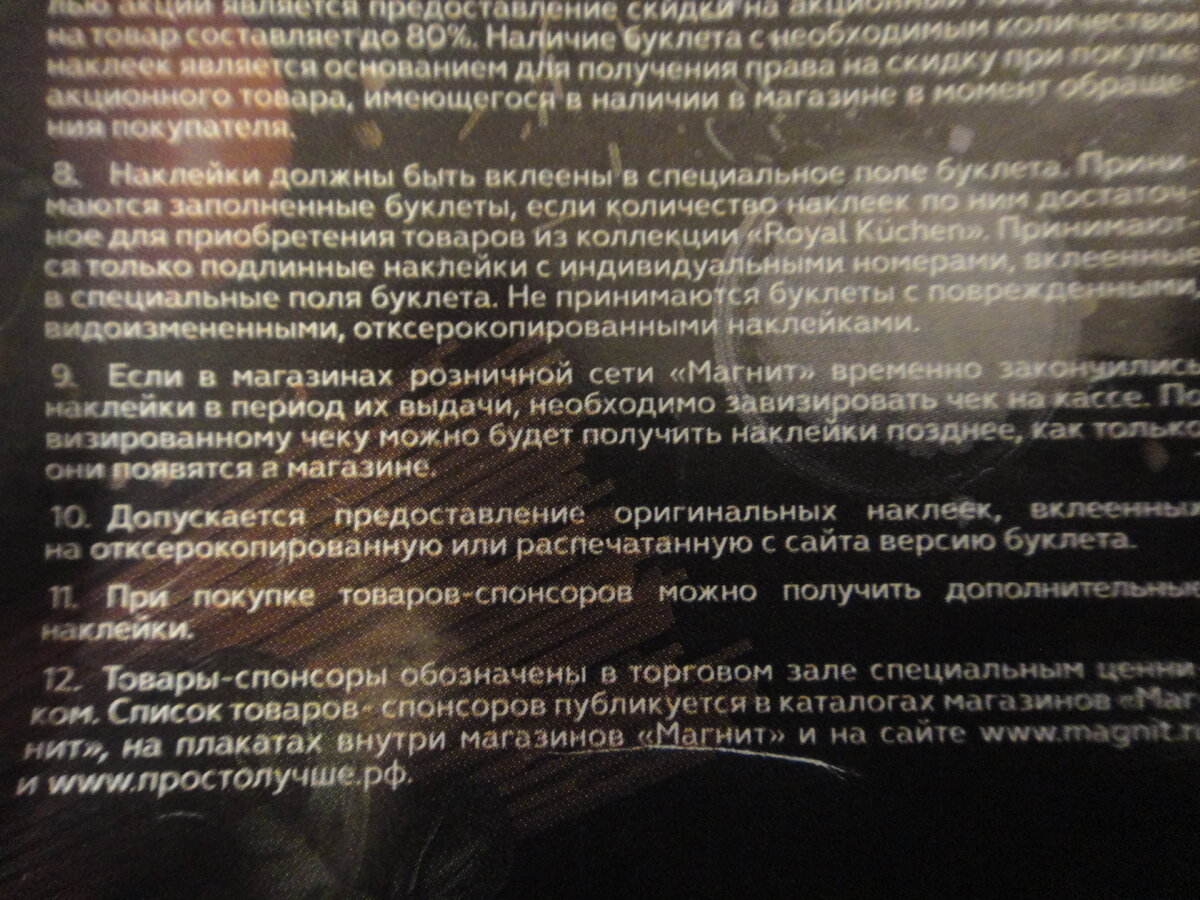 лью акции является предоставление скидки на акционный
на товар составляет до 80%. Наличие буклета с необходимым количеством
наклеек является основанием для получения права на скидку при покупке
акционного товара, имеющегося в наличии в магазине в момент обраще-
ния покупателя.
8. Наклейки должны быть вклеены в специальное поле буклета. Прини-
маются заполненные буклеты, если количество наклеек по ним достаточ-
ное для приобретения товаров из коллекции «Royal Küchen». Принимают-
ся только подлинные наклейки с индивидуальными номерами, вклеенные
в специальные поля буклета. Не принимаются буклеты с поврежденными,
видоизмененными, отксерокопированными наклейками.
9. Если в магазинах розничной сети «Магнит» временно закончились
наклейки в период их выдачи, необходимо завизировать чек на кассе. По
визированному чеку можно будет получить наклейки позднее, как только
они появятся в магазине.
10. Допускается предоставление оригинальных наклеек, вклеенных
на отксерокопированную или распечатанную с сайта версию буклета.
11. При покупке товаров-спонсоров можно получить дополнительные
наклейки.
12. Товары-спонсоры обозначены в торговом зале специальным ценни-
ком. Список товаров- спонсоров публикуется в каталогах магазинов «Маг-
нит», на плакатах внутри магазинов «Магнит» и на сайте www.magnit.r
и www.простолучше.рф.